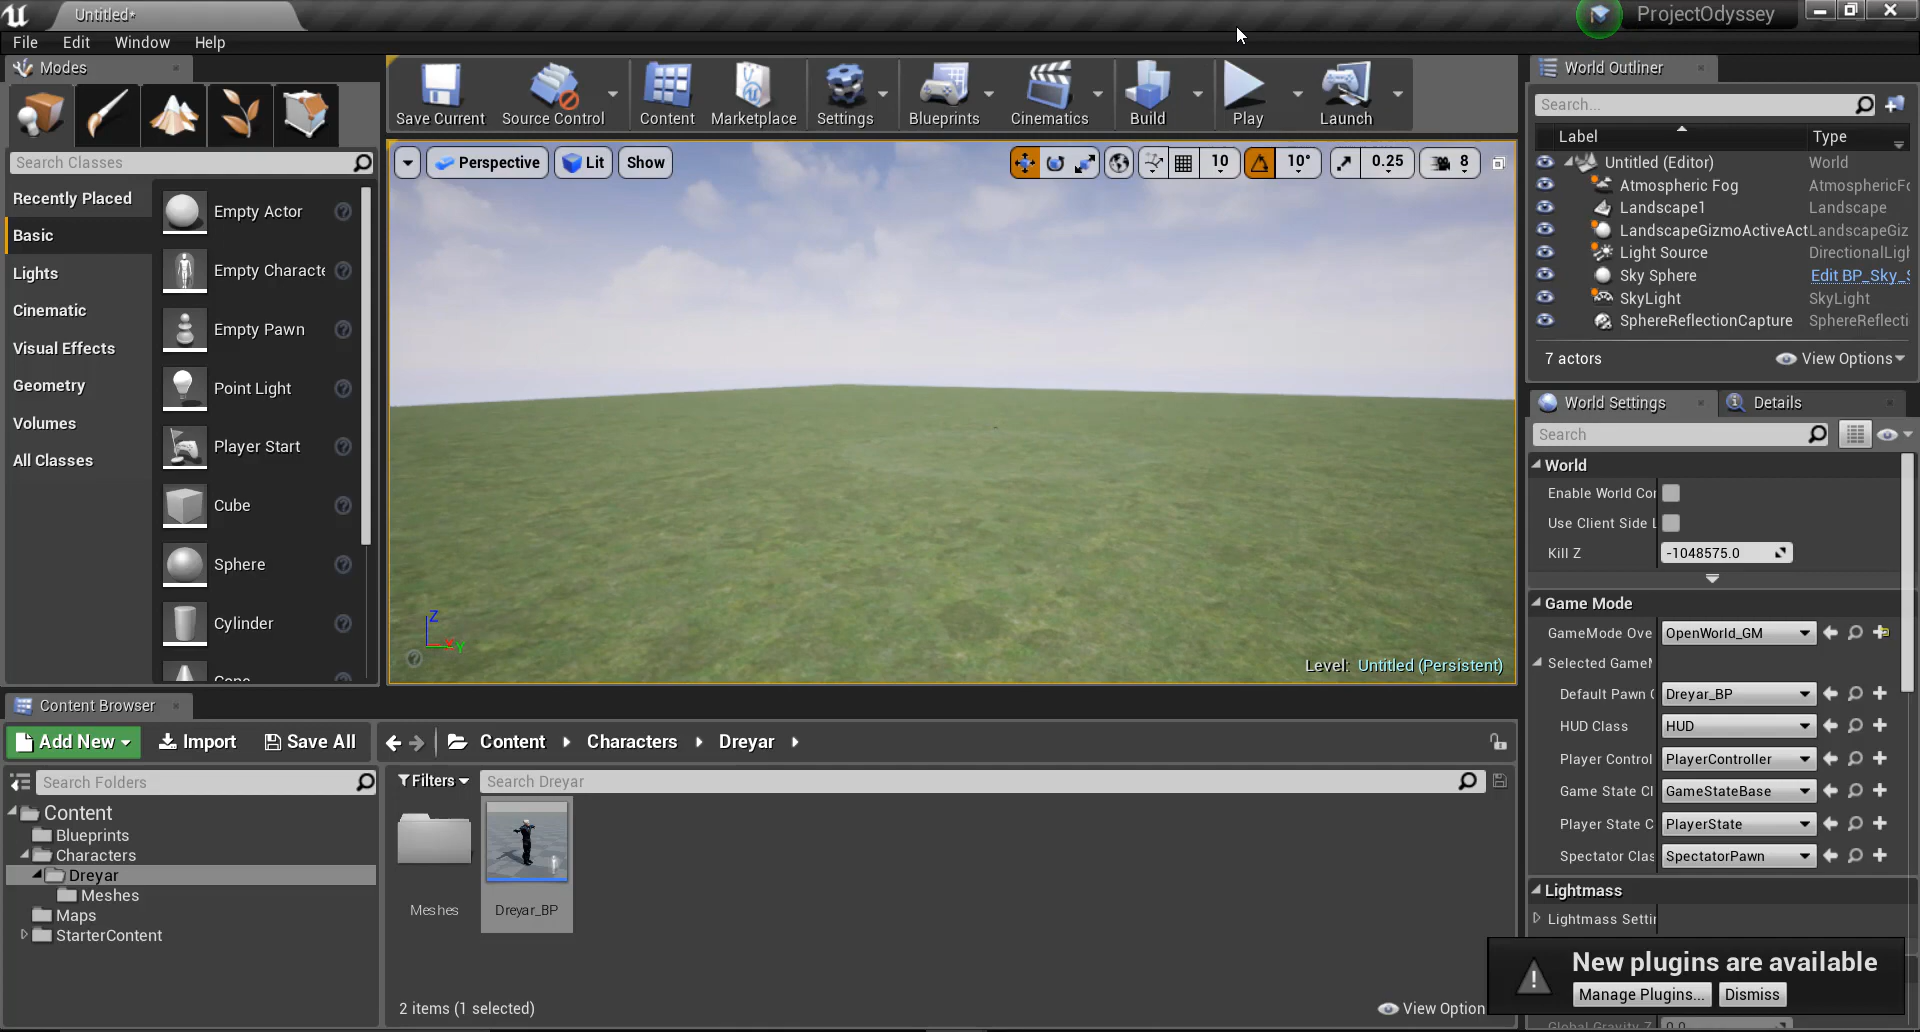 Untitled*
ProjectOdyssey
File Edit Window Help
Modes
Search Classes
Recently Placed
Basic
Lights
Cinematic
Visual Effects
Geometry
Volumes
All Classes
Empty Actor
Empty Characte
Empty Pawn
Point Light
Player Start
Cube
Sphere
Cylinder
Save Current Source Control Content Marketplace Settings Blueprints Cinematics Build Play Launch
Perspective Lit Show 10 10° 0.25 8
Z
X
Y
Level: Untitled (Persistent)
World Outliner
Search...
Label Type
Untitled (Editor) World
Atmospheric Fog AtmosphericFo
Landscape1 Landscape
LandscapeGizmoActiveAct LandscapeGiz
Light Source DirectionalLigh
Sky Sphere Edit BP_Sky_S
SkyLight SkyLight
SphereReflectionCapture SphereReflecti
7 actors View Options
World Settings Details
Search
World
Enable World Cor
Use Client Side L
Kill Z -1048575.0
Game Mode
GameMode Ove OpenWorld_GM
Selected GameM
Default Pawn C Dreyar_BP
HUD Class HUD
Player Control PlayerController
Game State Cl GameStateBase
Player State C PlayerState
Spectator Clas SpectatorPawn
Lightmass
Lightmass Settin
New plugins are available
Manage Plugins... Dismiss
Content Browser
Add New Import Save All Content Characters Dreyar
Search Folders
Content
Blueprints
Characters
Dreyar
Meshes
Maps
StarterContent
Filters Search Dreyar
Meshes Dreyar_BP
2 items (1 selected) View Option